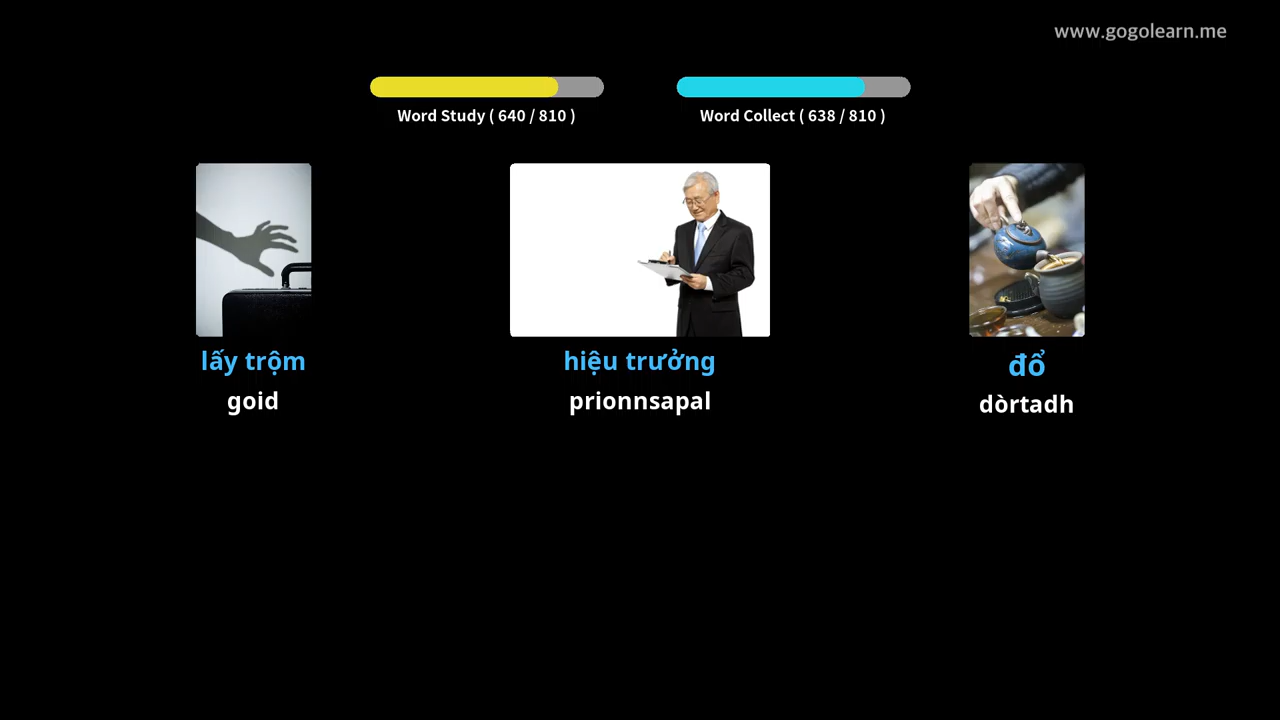 www.gogolearn.me
Word Study ( 640 / 810 )
Word Collect ( 638 / 810 )
lấy trộm
goid
hiệu trưởng
prionnsapal
đổ
dòrtadh